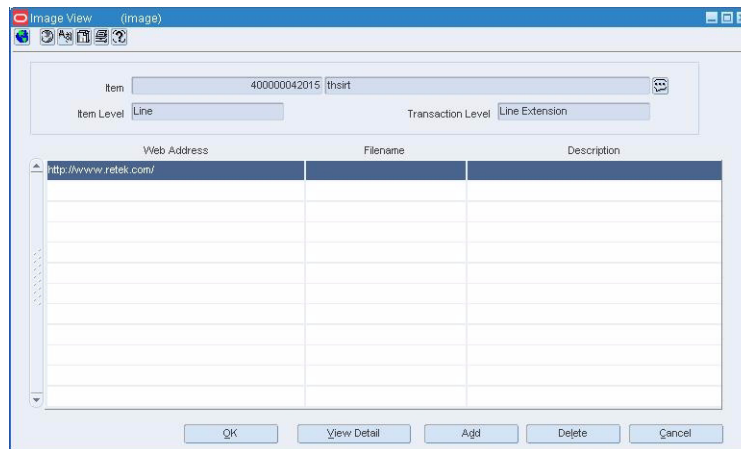 Image View (image)
Item 400000042015 thsirt
Item Level Line Transaction Level Line Extension
Web Address Filename Description
http://www.retek.com/
OK View Detail Add Delete Cancel